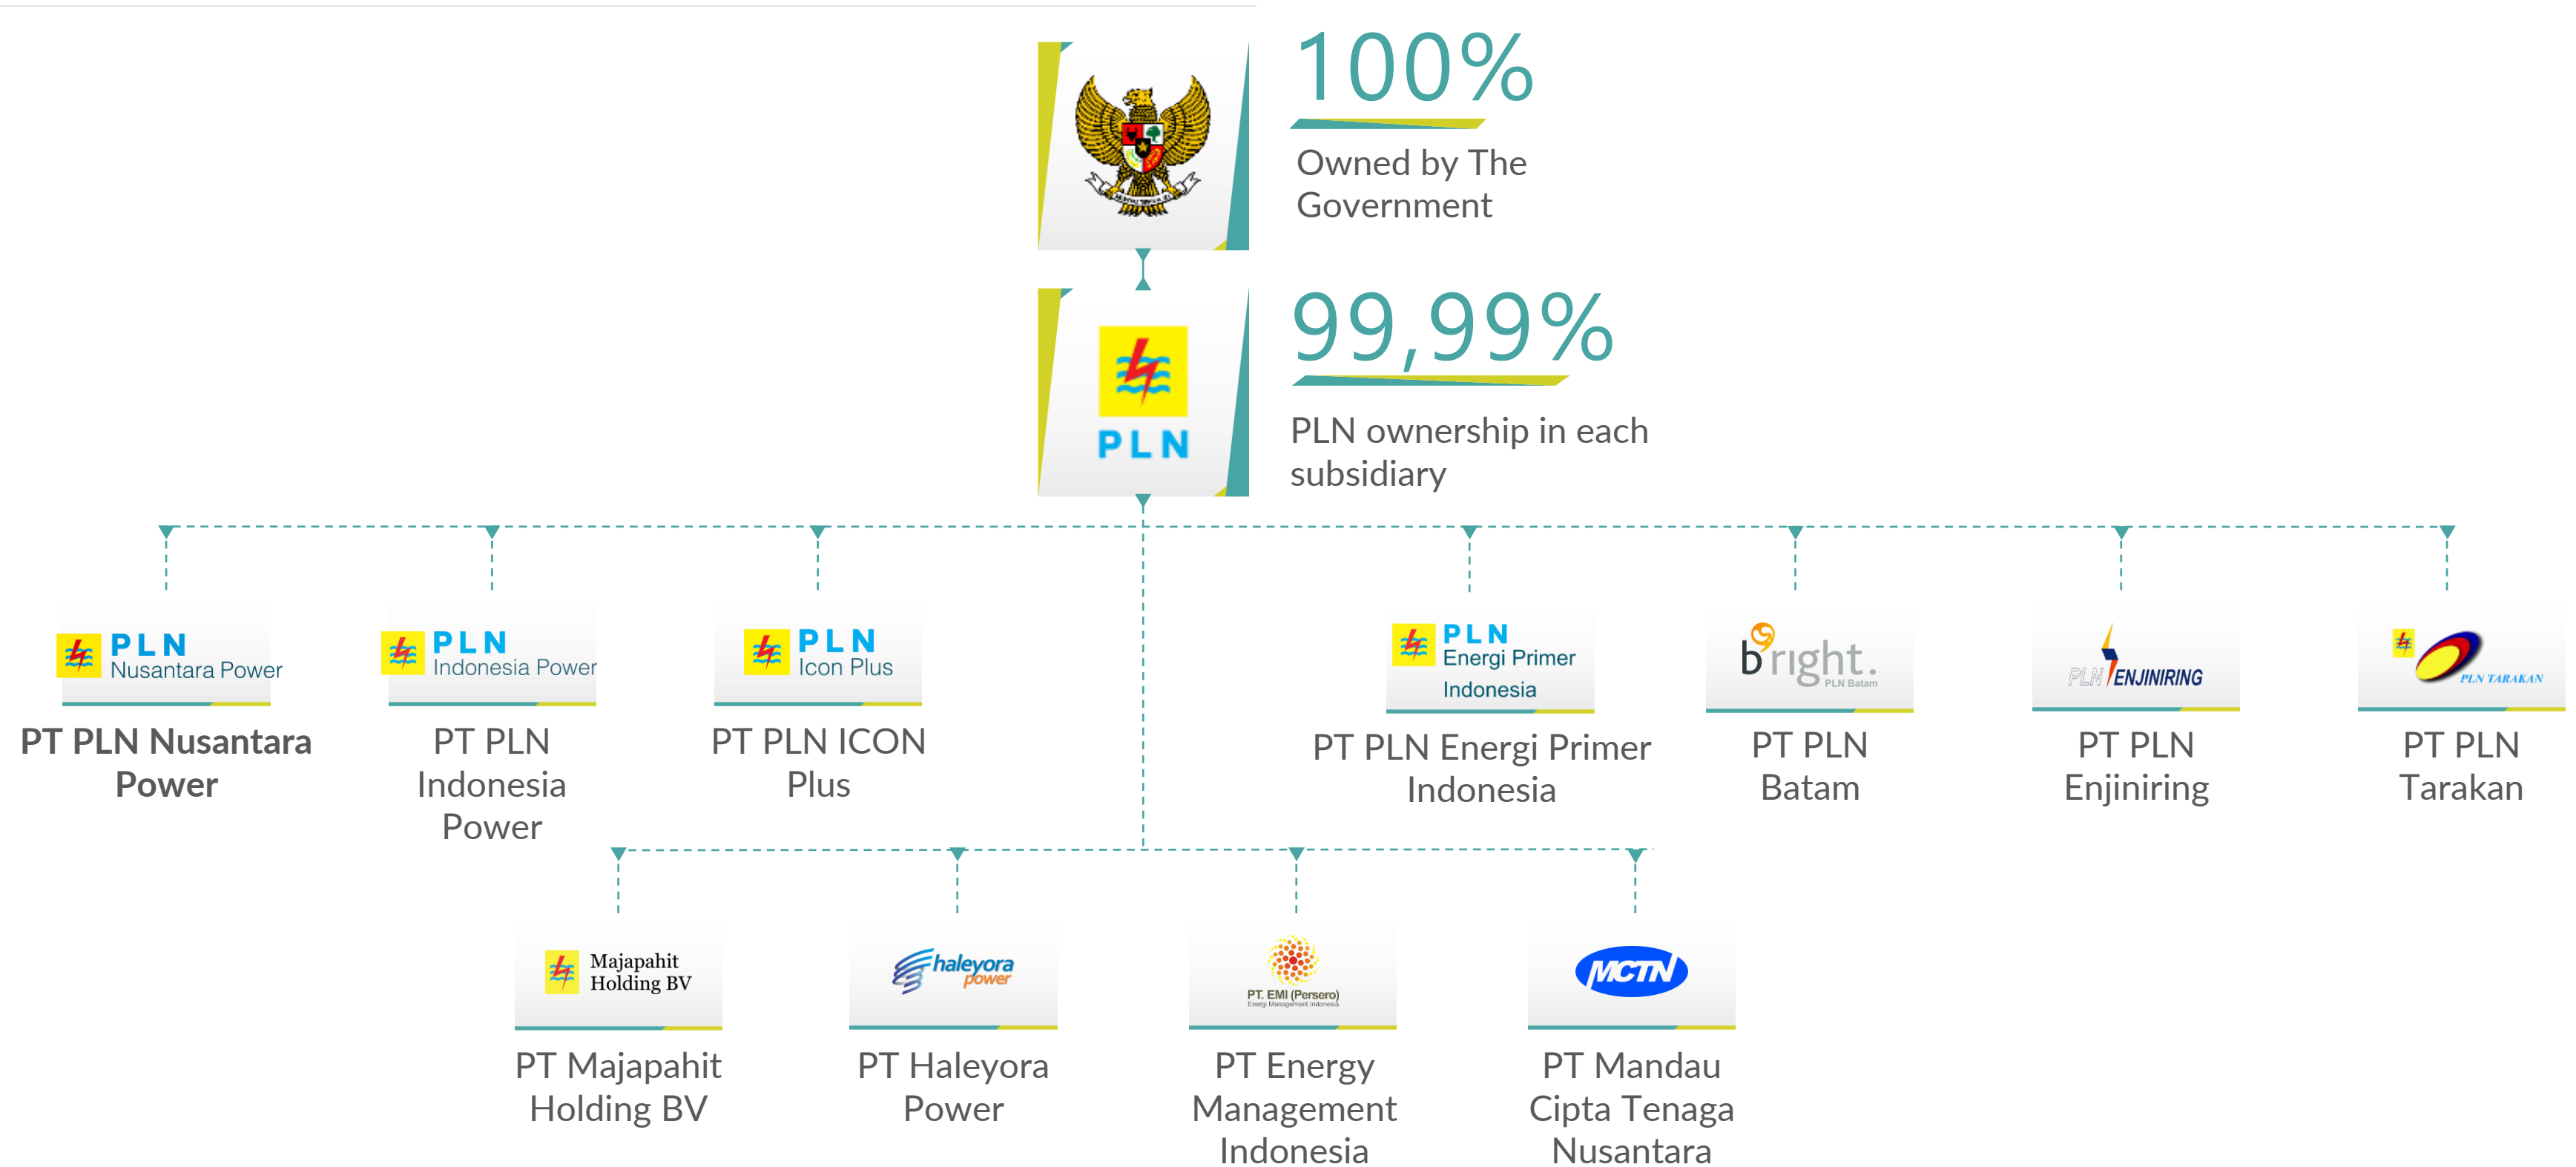 100%
Owned by The
Government
PLN
99,99%
PLN ownership in each
subsidiary
PLN
Nusantara Power
PT PLN Nusantara
Power
PLN
Indonesia Power
PT PLN
Indonesia
Power
PLN
Icon Plus
PT PLN ICON
Plus
PLN
Energi Primer
Indonesia
PT PLN Energi Primer
Indonesia
b'right.
PLN Batam
PT PLN
Batam
PLN ENJINIRING
PT PLN
Enjiniring
PLN TARAKAN
PT PLN
Tarakan
Majapahit
Holding BV
PT Majapahit
Holding BV
haleyora
power
PT Haleyora
Power
PT. EMI (Persero)
Energi Management Indonesia
PT Energy
Management
Indonesia
MCTN
PT Mandau
Cipta Tenaga
Nusantara